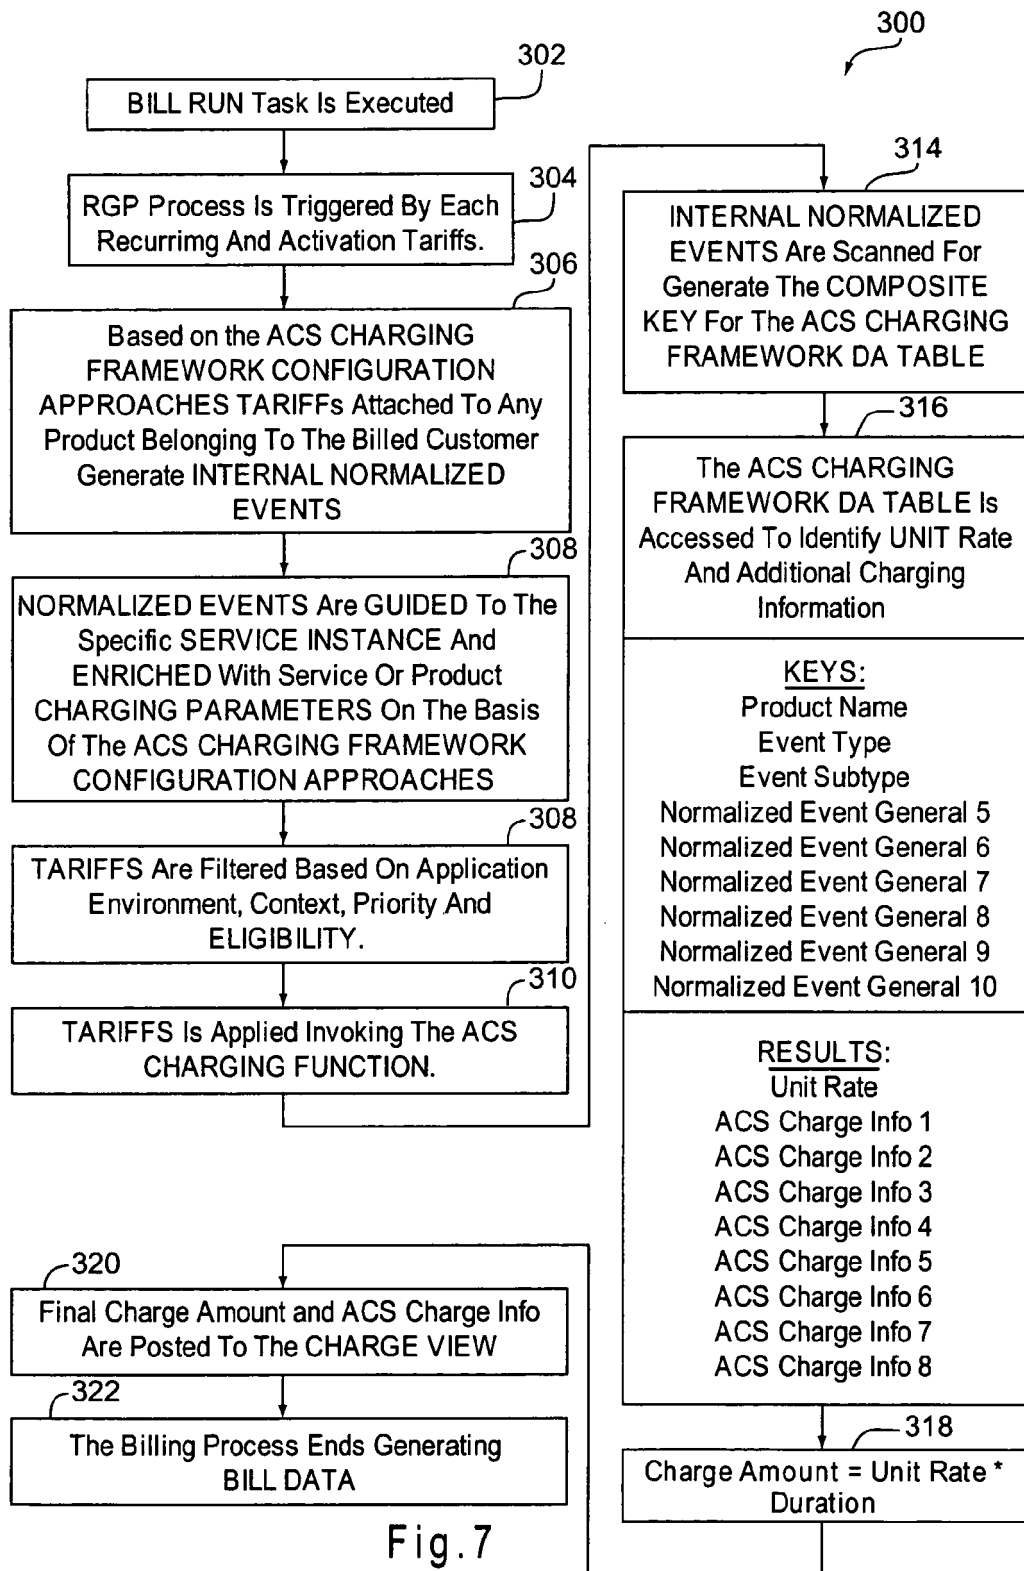 300
302
BILL RUN Task Is Executed
304
RGP Process Is Triggered By Each
Recurrimg And Activation Tariffs.
306
Based on the ACS CHARGING
FRAMEWORK CONFIGURATION
APPROACHES TARIFFs Attached To Any
Product Belonging To The Billed Customer
Generate INTERNAL NORMALIZED
EVENTS
308
NORMALIZED EVENTS Are GUIDED To The
Specific SERVICE INSTANCE And
ENRICHED With Service Or Product
CHARGING PARAMETERS On The Basis
Of The ACS CHARGING FRAMEWORK
CONFIGURATION APPROACHES
308
TARIFFS Are Filtered Based On Application
Environment, Context, Priority And
ELIGIBILITY.
310
TARIFFS Is Applied Invoking The ACS
CHARGING FUNCTION.
314
INTERNAL NORMALIZED
EVENTS Are Scanned For
Generate The COMPOSITE
KEY For The ACS CHARGING
FRAMEWORK DA TABLE
316
The ACS CHARGING
FRAMEWORK DA TABLE Is
Accessed To Identify UNIT Rate
And Additional Charging
Information
KEYS:
Product Name
Event Type
Event Subtype
Normalized Event General 5
Normalized Event General 6
Normalized Event General 7
Normalized Event General 8
Normalized Event General 9
Normalized Event General 10
RESULTS:
Unit Rate
ACS Charge Info 1
ACS Charge Info 2
ACS Charge Info 3
ACS Charge Info 4
ACS Charge Info 5
ACS Charge Info 6
ACS Charge Info 7
ACS Charge Info 8
318
Charge Amount = Unit Rate *
Duration
320
Final Charge Amount and ACS Charge Info
Are Posted To The CHARGE VIEW
322
The Billing Process Ends Generating
BILL DATA
Fig.7